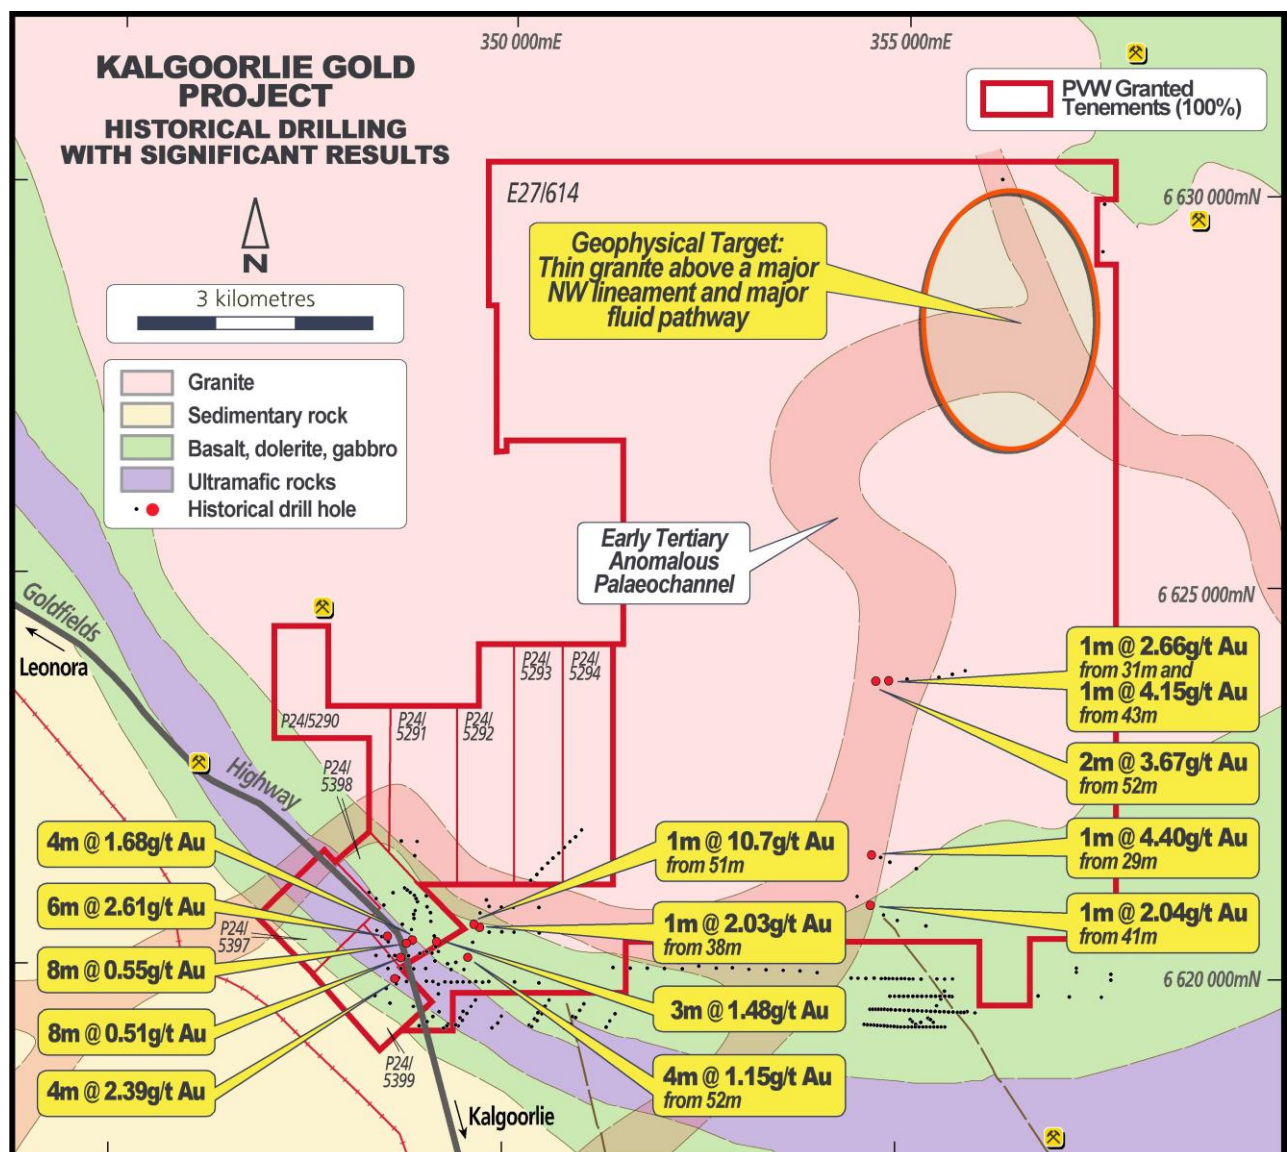 350 000mE
355 000mE
KALGOORLIE GOLD
PROJECT
HISTORICAL DRILLING
WITH SIGNIFICANT RESULTS
PVW Granted
Tenements (100%)
E27/614
6 630 000mN
N
Geophysical Target:
Thin granite above a major
NW lineament and major
fluid pathway
3 kilometres
Granite
Sedimentary rock
Basalt, dolerite, gabbro
Ultramafic rocks
Historical drill hole
Early Tertiary
Anomalous
Palaeochannel
6 625 000mN
Goldfields
Highway
Leonora
P24/5290
P24/
5291
P24/
5292
P24/
5293
P24/
5294
P24/
5398
1m @ 2.66g/t Au
from 31m and
1m @ 4.15g/t Au
from 43m
2m @ 3.67g/t Au
from 52m
1m @ 4.40g/t Au
from 29m
1m @ 2.04g/t Au
from 41m
4m @ 1.68g/t Au
6m @ 2.61g/t Au
8m @ 0.55g/t Au
8m @ 0.51g/t Au
4m @ 2.39g/t Au
P24/
5397
P24/
5399
1m @ 10.7g/t Au
from 51m
1m @ 2.03g/t Au
from 38m
3m @ 1.48g/t Au
4m @ 1.15g/t Au
from 52m
6 620 000mN
Kalgoorlie